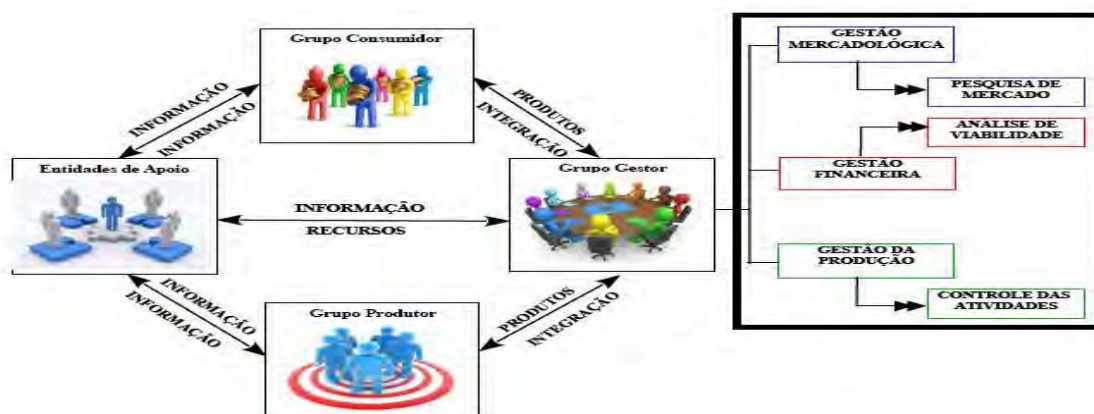 Grupo Consumidor
INFORMAÇÃO
INFORMAÇÃO
PRODUTOS
INTEGRAÇÃO
Entidades de Apoio
INFORMAÇÃO
RECURSOS
Grupo Gestor
INFORMAÇÃO
INFORMAÇÃO
Grupo Produtor
PRODUTOS
INTEGRAÇÃO
GESTÃO
MERCADOLÓGICA
PESQUISA DE
MERCADO
ANÁLISE DE
VIABILIDADE
GESTÃO
FINANCEIRA
GESTÃO DA
PRODUÇÃO
CONTROLE DAS
ATIVIDADES